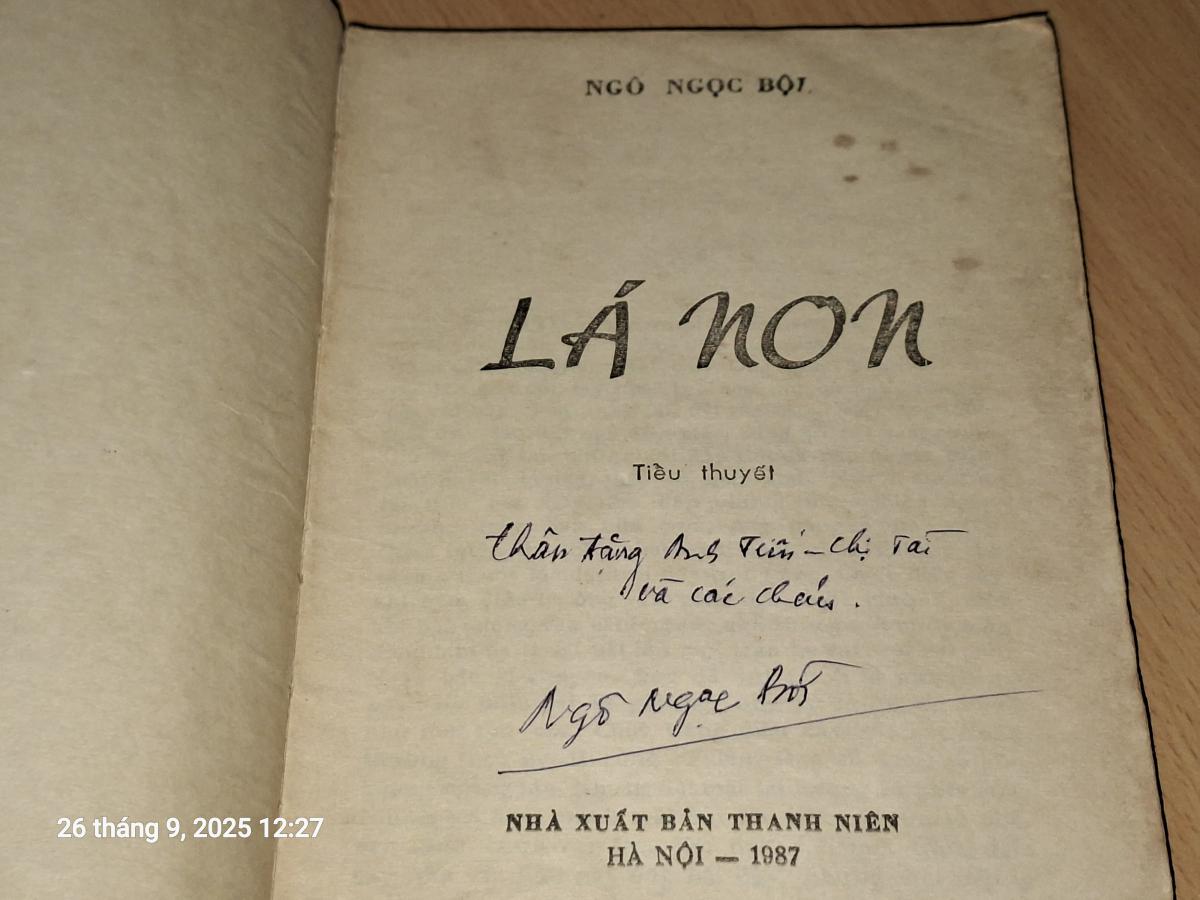 NGÔ NGỌC BỘI
LÁ NON
Tiểu thuyết
thân tặng Anh Tiến - chị Tài
và các cháu.
Ngô Ngọc Bội
NHÀ XUẤT BẢN THANH NIÊN
HÀ NỘI — 1987
26 tháng 9, 2025 12:27